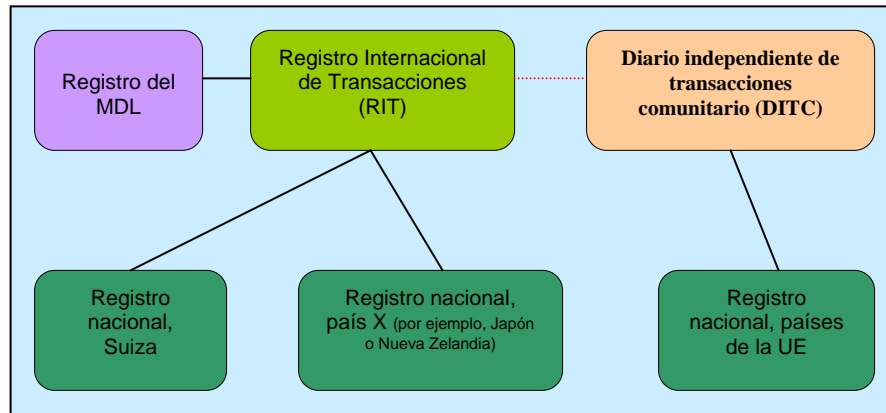 Registro del
MDL
Registro Internacional
de Transacciones
(RIT)
Diario independiente de
transacciones
comunitario (DITC)
Registro
nacional,
Suiza
Registro nacional,
país X (por ejemplo, Japón
o Nueva Zelandia)
Registro
nacional, países
de la UE